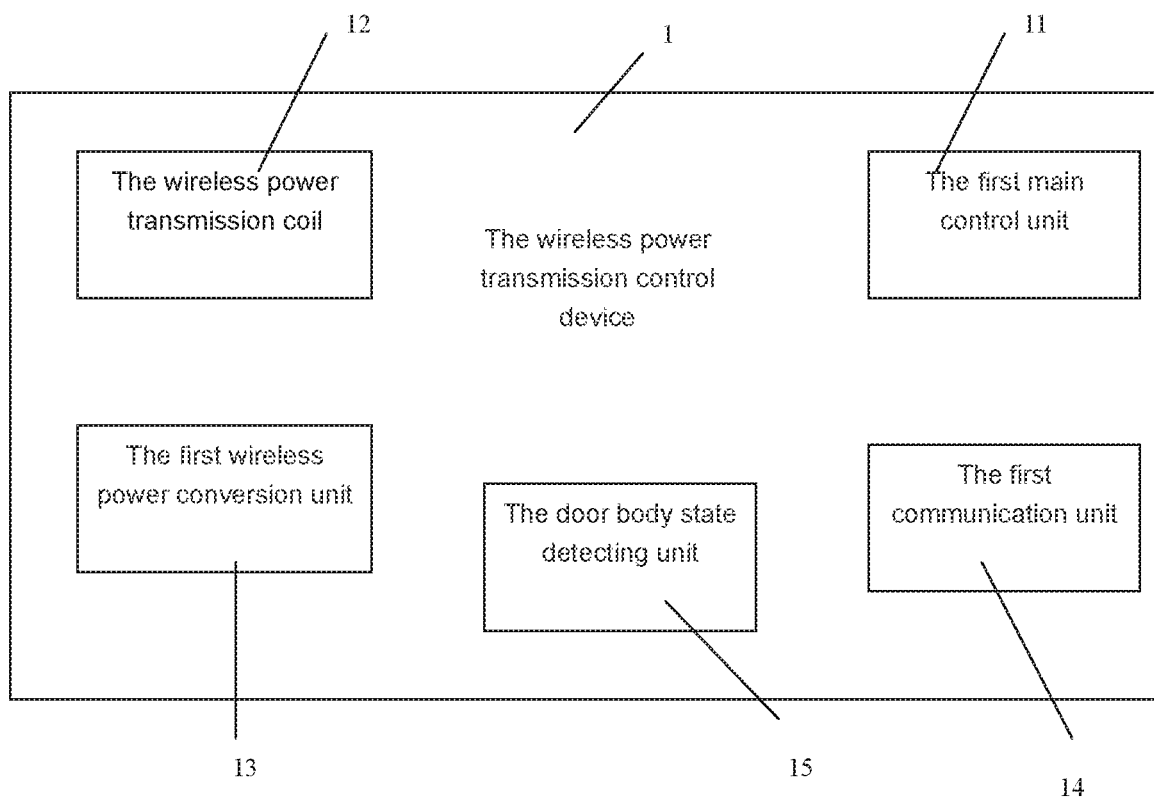 12
1
11
The wireless power
transmission coil
The wireless power
transmission control
device
The first main
control unit
The first wireless
power conversion unit
The door body state
detecting unit
The first
communication unit
13
15
14